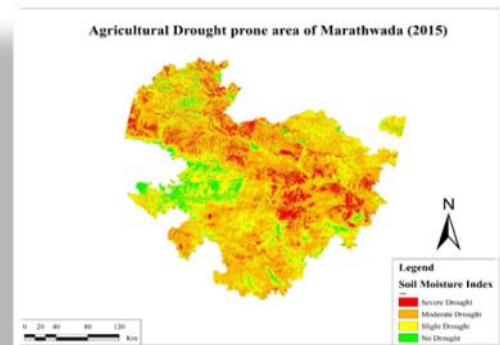 Agricultural Drought prone area of Marathwada (2015)
N
Legend
Soil Moisture Index
Severe Drought
Moderate Drought
Slight Drought
No Drought
0 10 20 40 80 120
Km